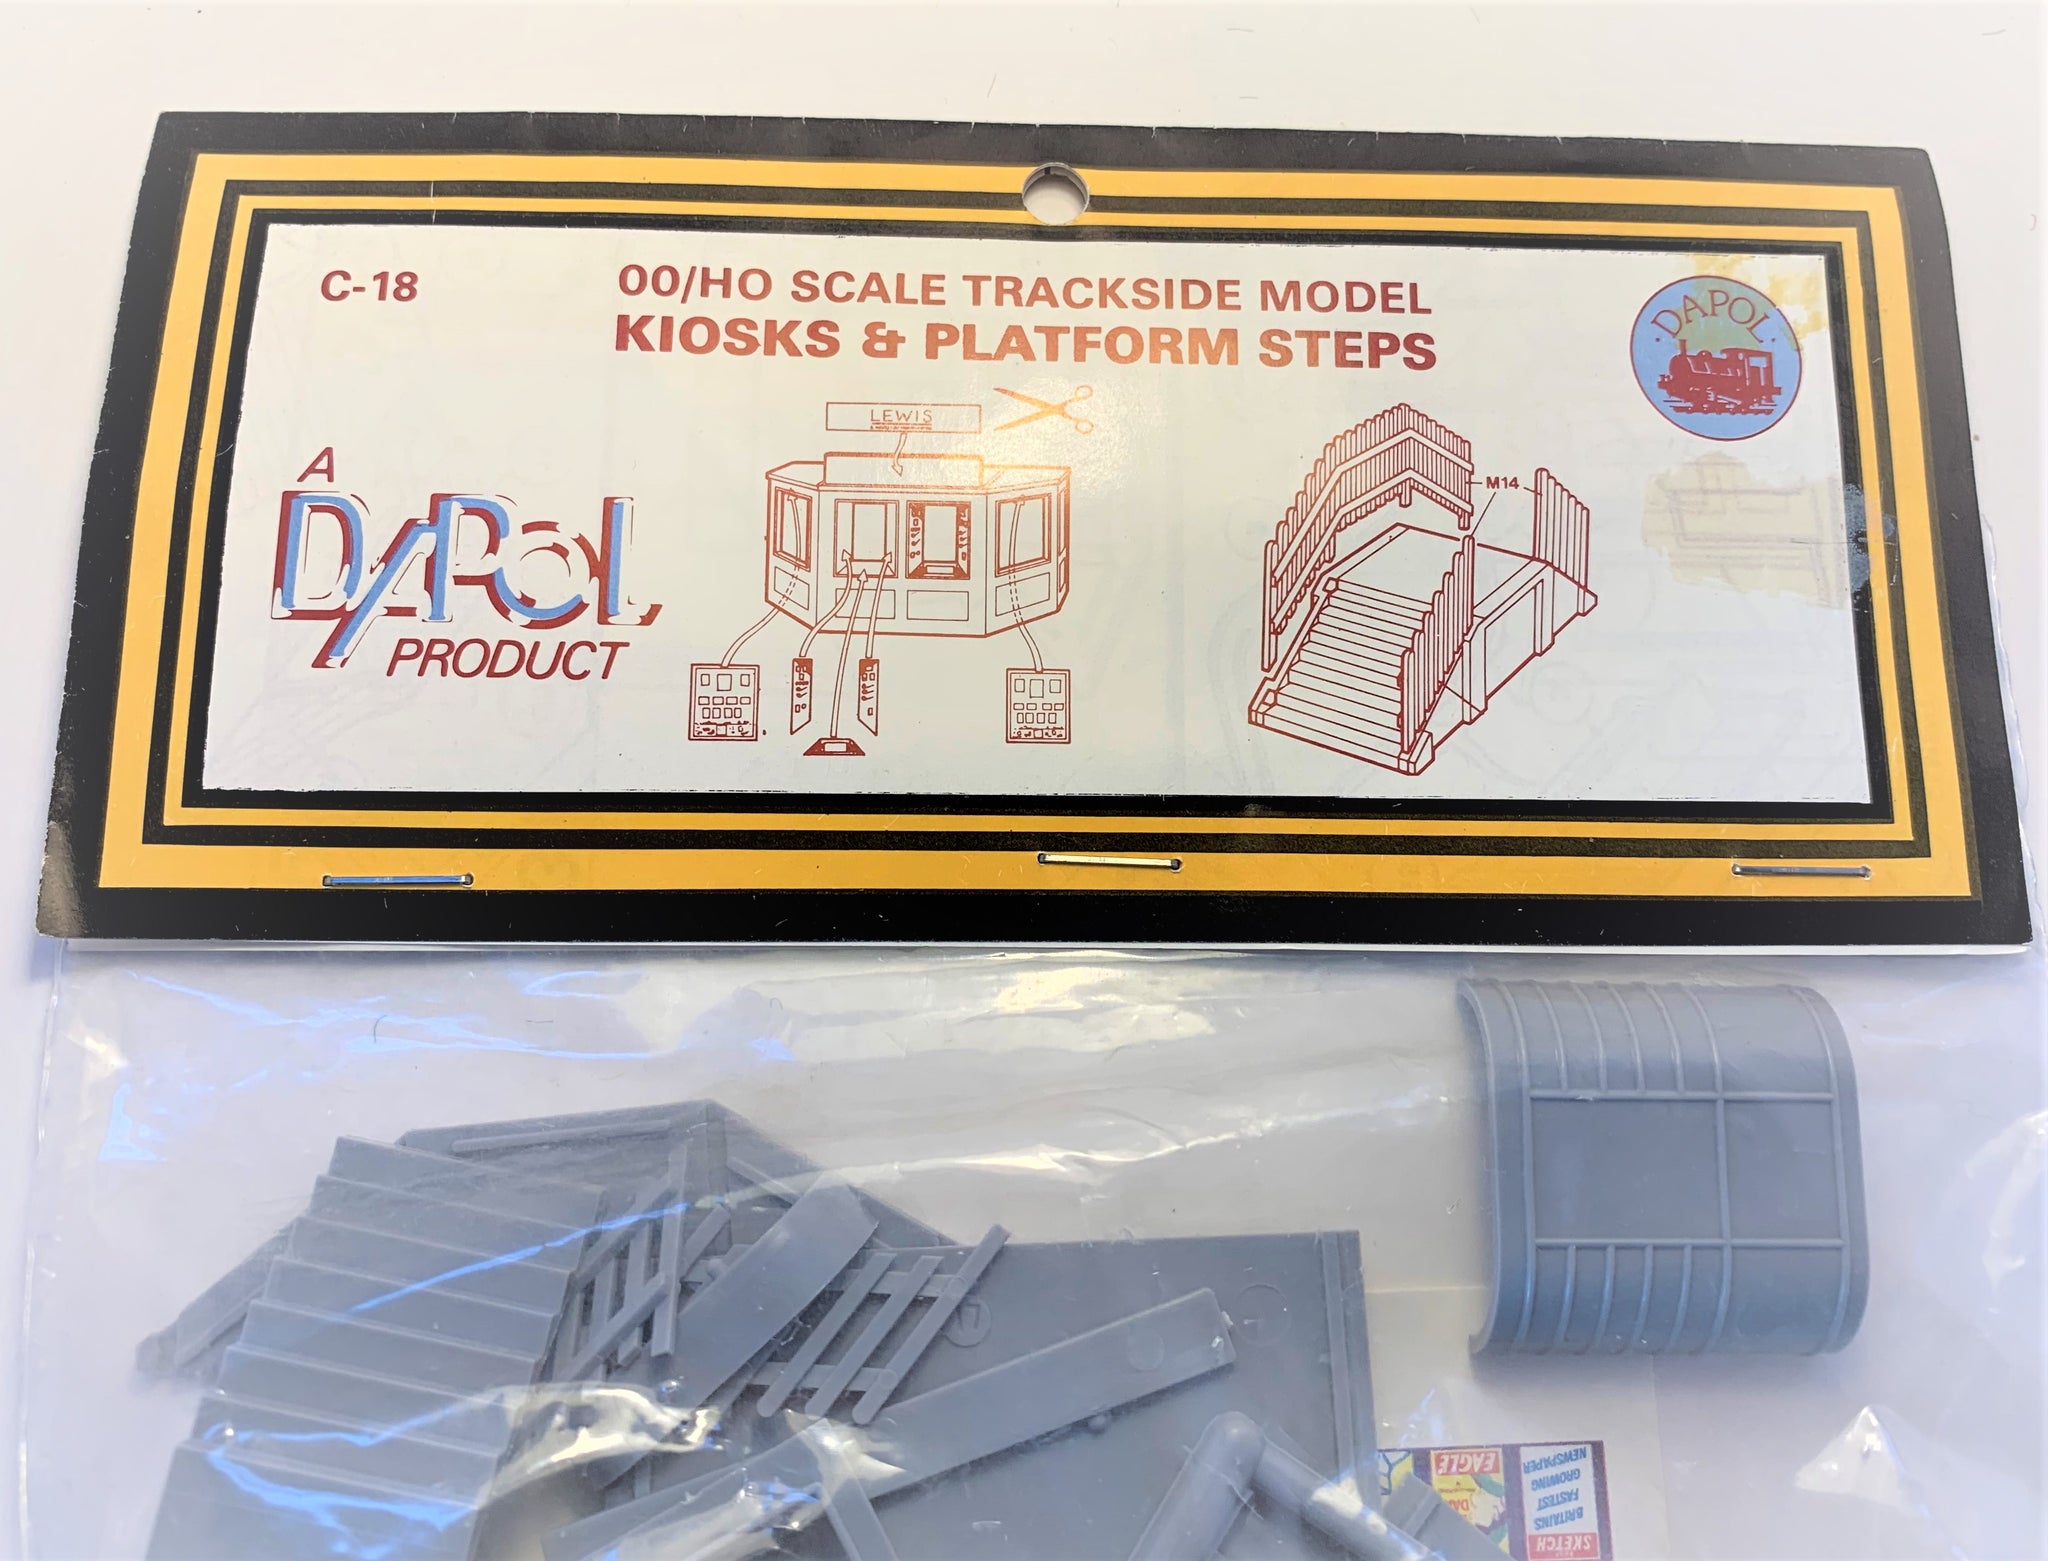 C-18
OO/HO SCALE TRACKSIDE MODEL
KIOSKS & PLATFORM STEPS
DAPOL
LEWIS
M14
A
DAPOL
PRODUCT
EAGLE
SKETCH
BRITAINS
FASTEST
GROWING
NEWSPAPER